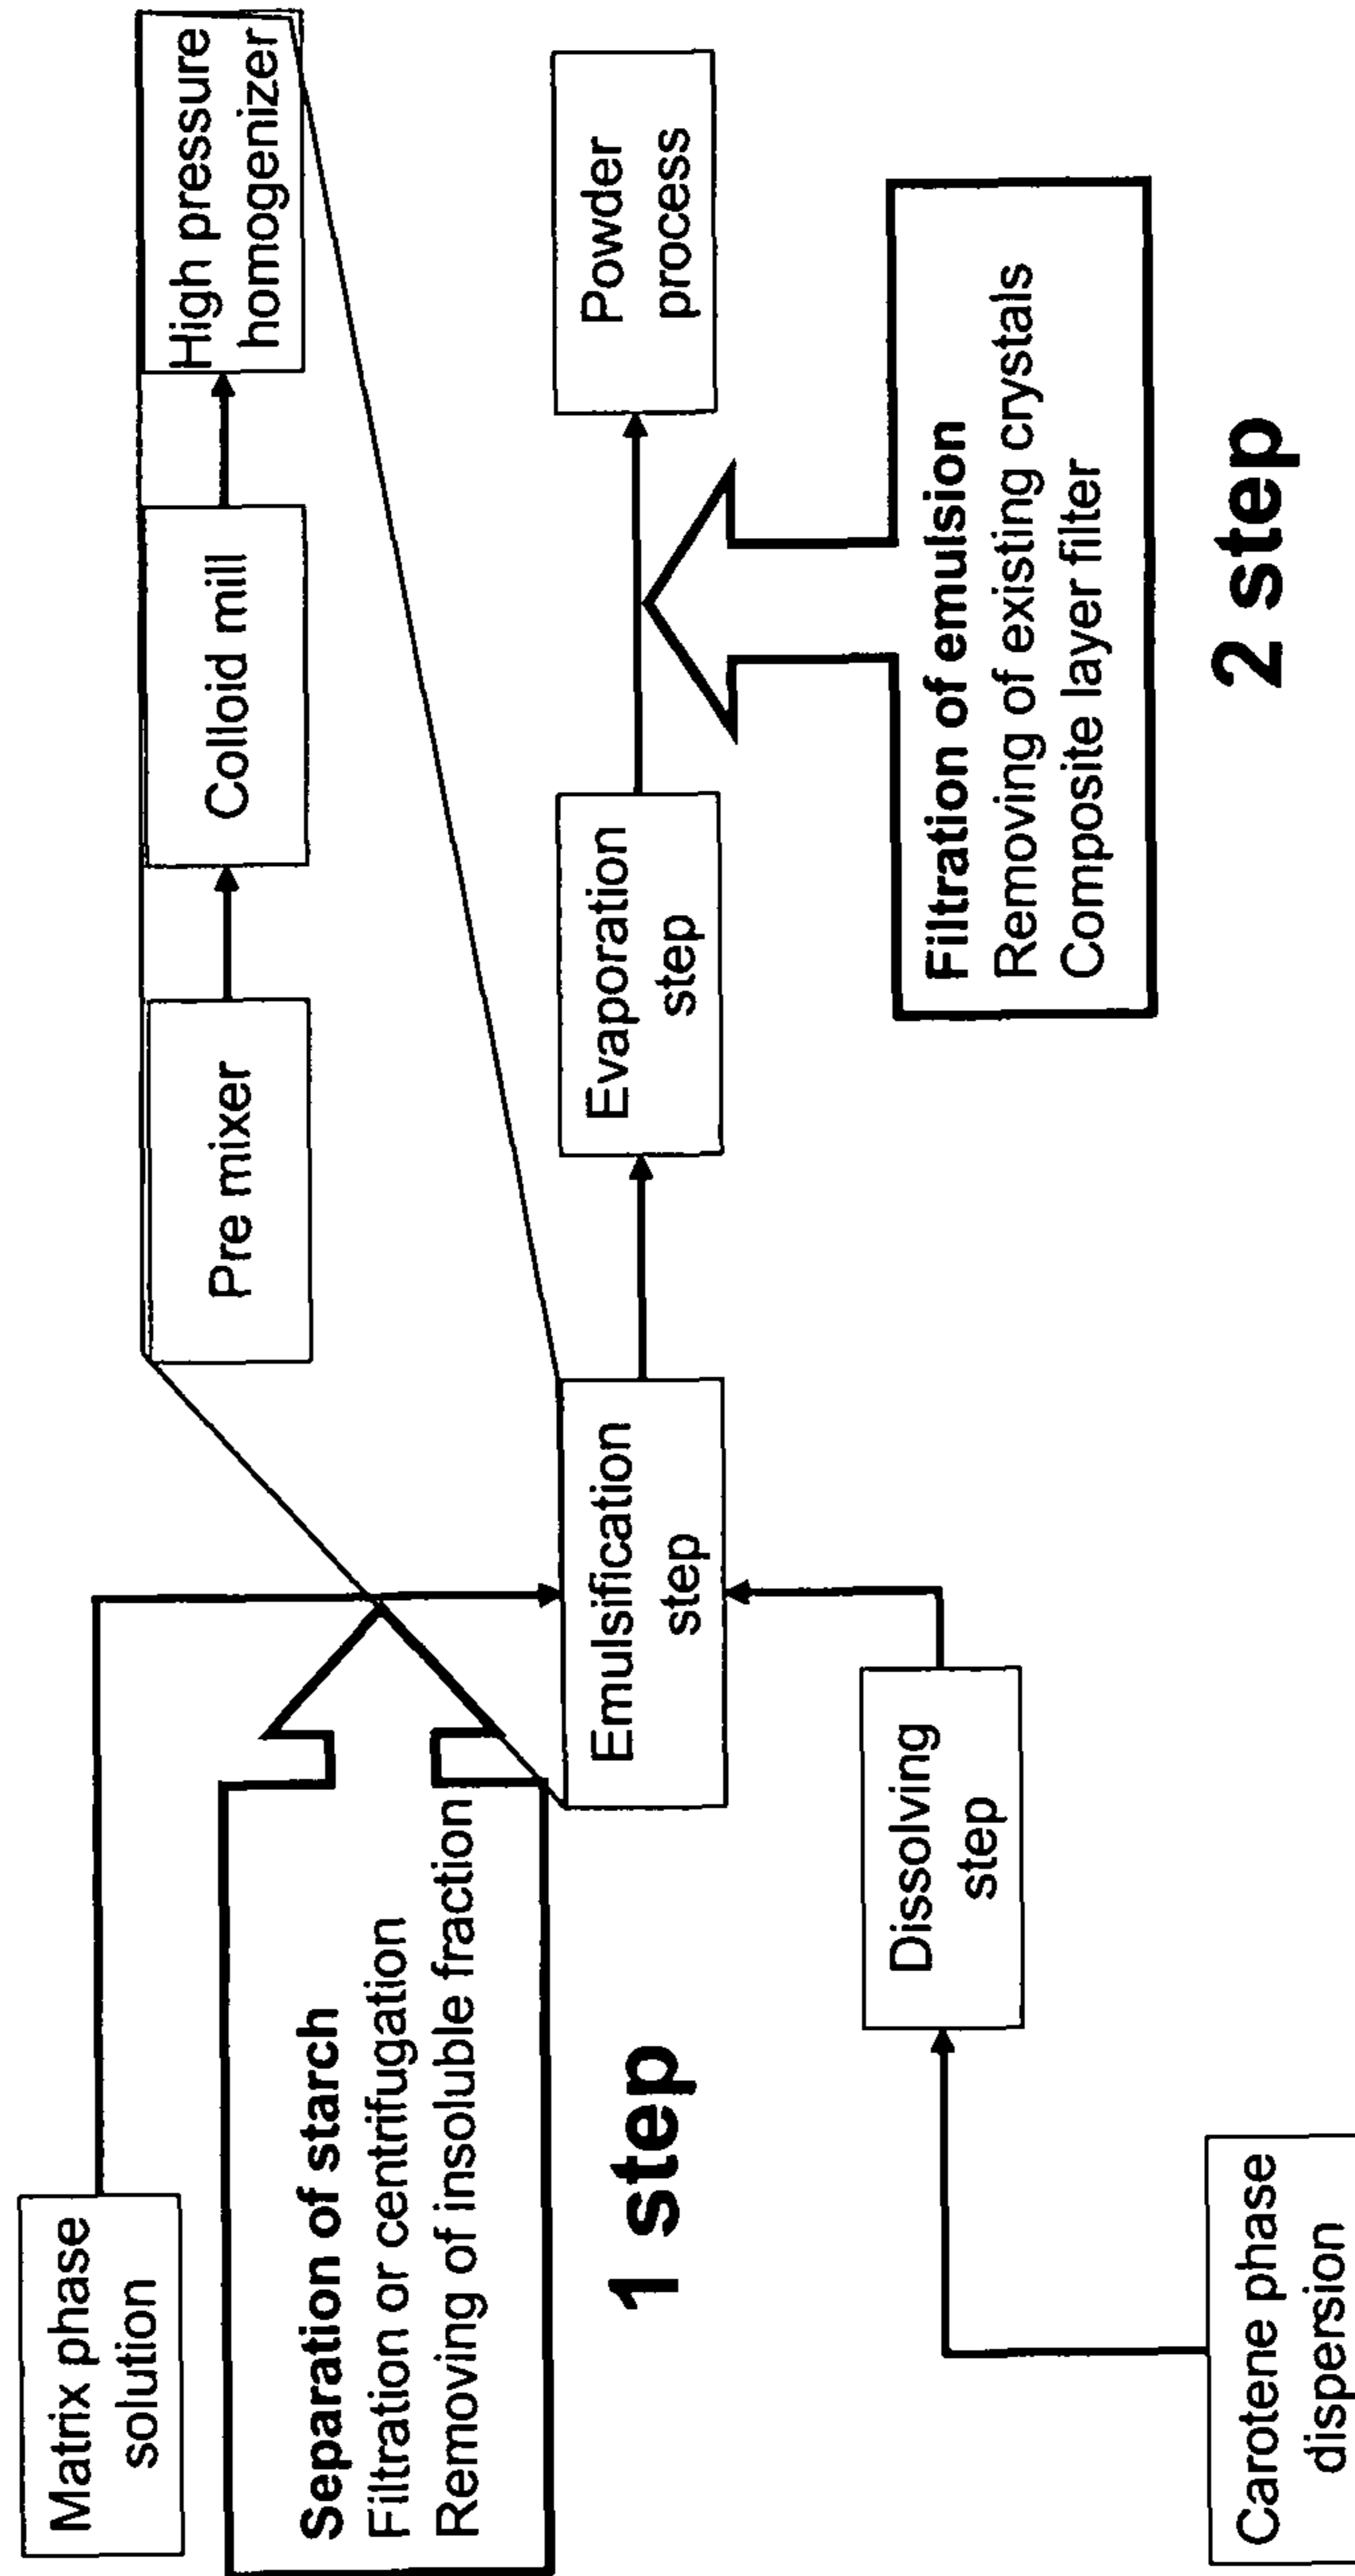 Matrix phase
solution
Pre mixer
Colloid mill
High pressure
homogenizer
Separation of starch
Filtration or centrifugation
Removing of insoluble fraction
1 step
Emulsification
step
Evaporation
step
Powder
process
Dissolving
step
Filtration of emulsion
Removing of existing crystals
Composite layer filter
2 step
Carotene phase
dispersion